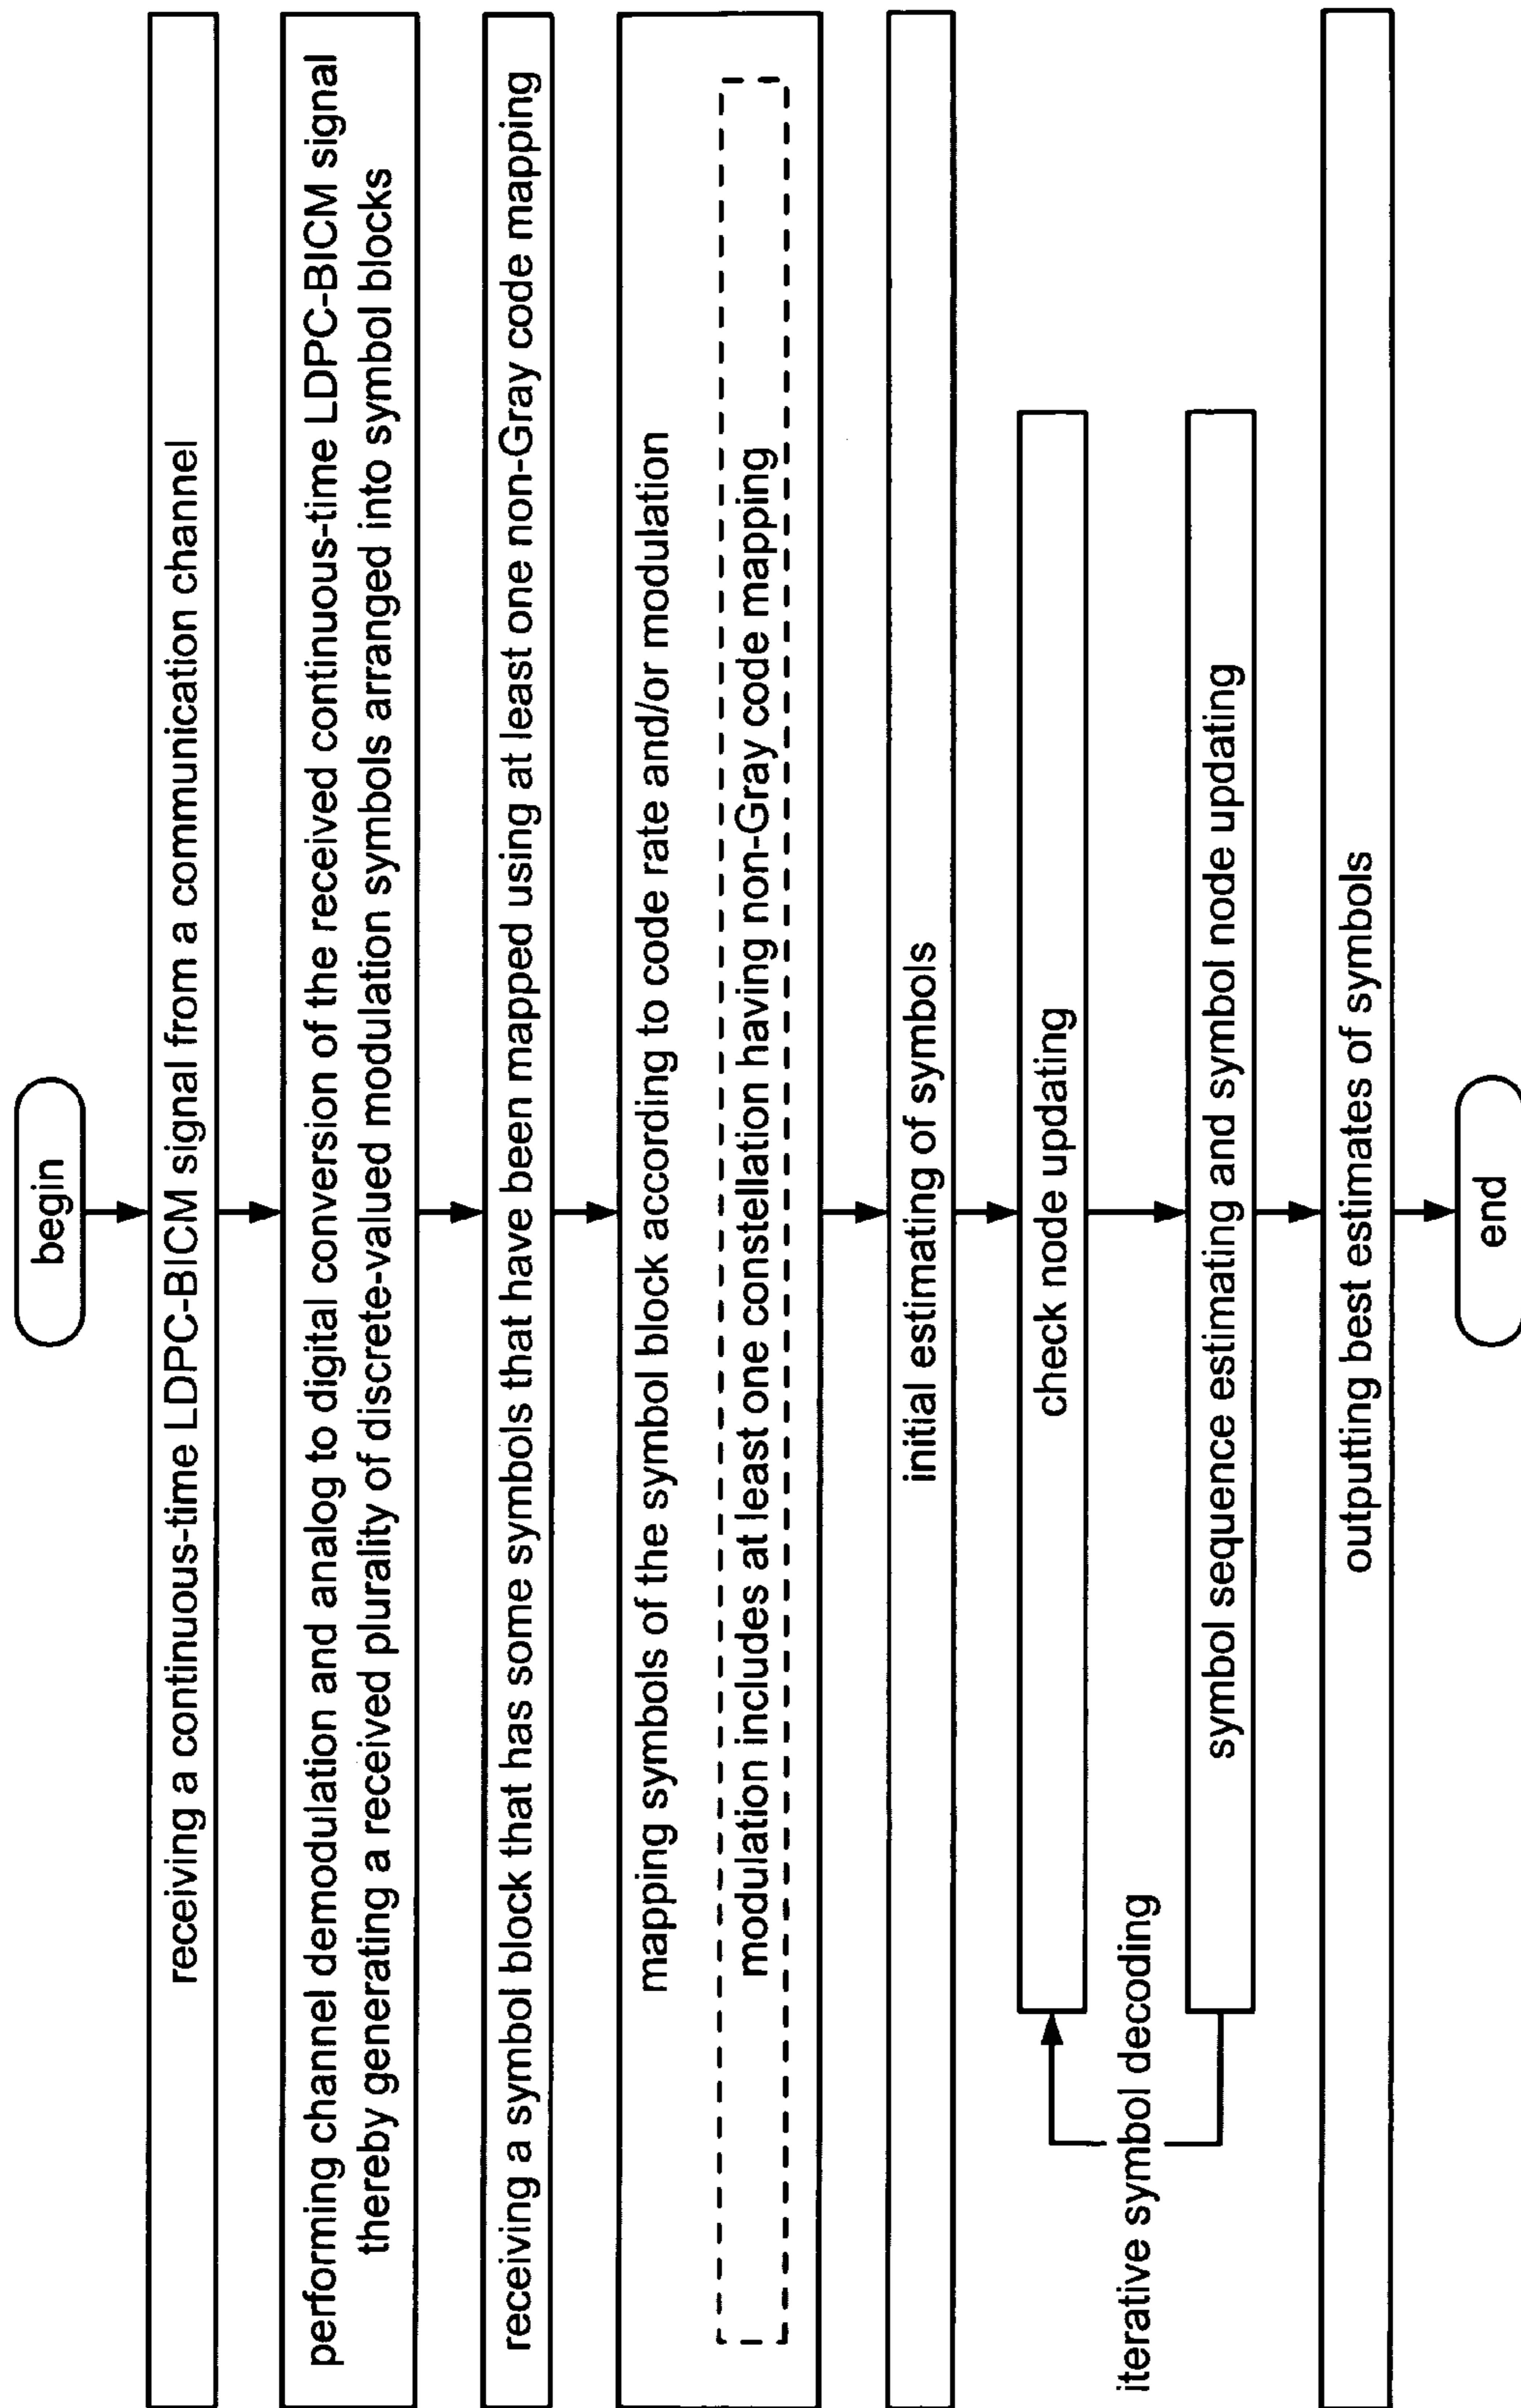 begin
receiving a continuous-time LDPC-BICM signal from a communication channel
performing channel demodulation and analog to digital conversion of the received continuous-time LDPC-BICM signal
thereby generating a received plurality of discrete-valued modulation symbols arranged into symbol blocks
receiving a symbol block that has some symbols that have been mapped using at least one non-Gray code mapping
mapping symbols of the symbol block according to code rate and/or modulation
modulation includes at least one constellation having non-Gray code mapping
initial estimating of symbols
check node updating
iterative symbol decoding
symbol sequence estimating and symbol node updating
outputting best estimates of symbols
end